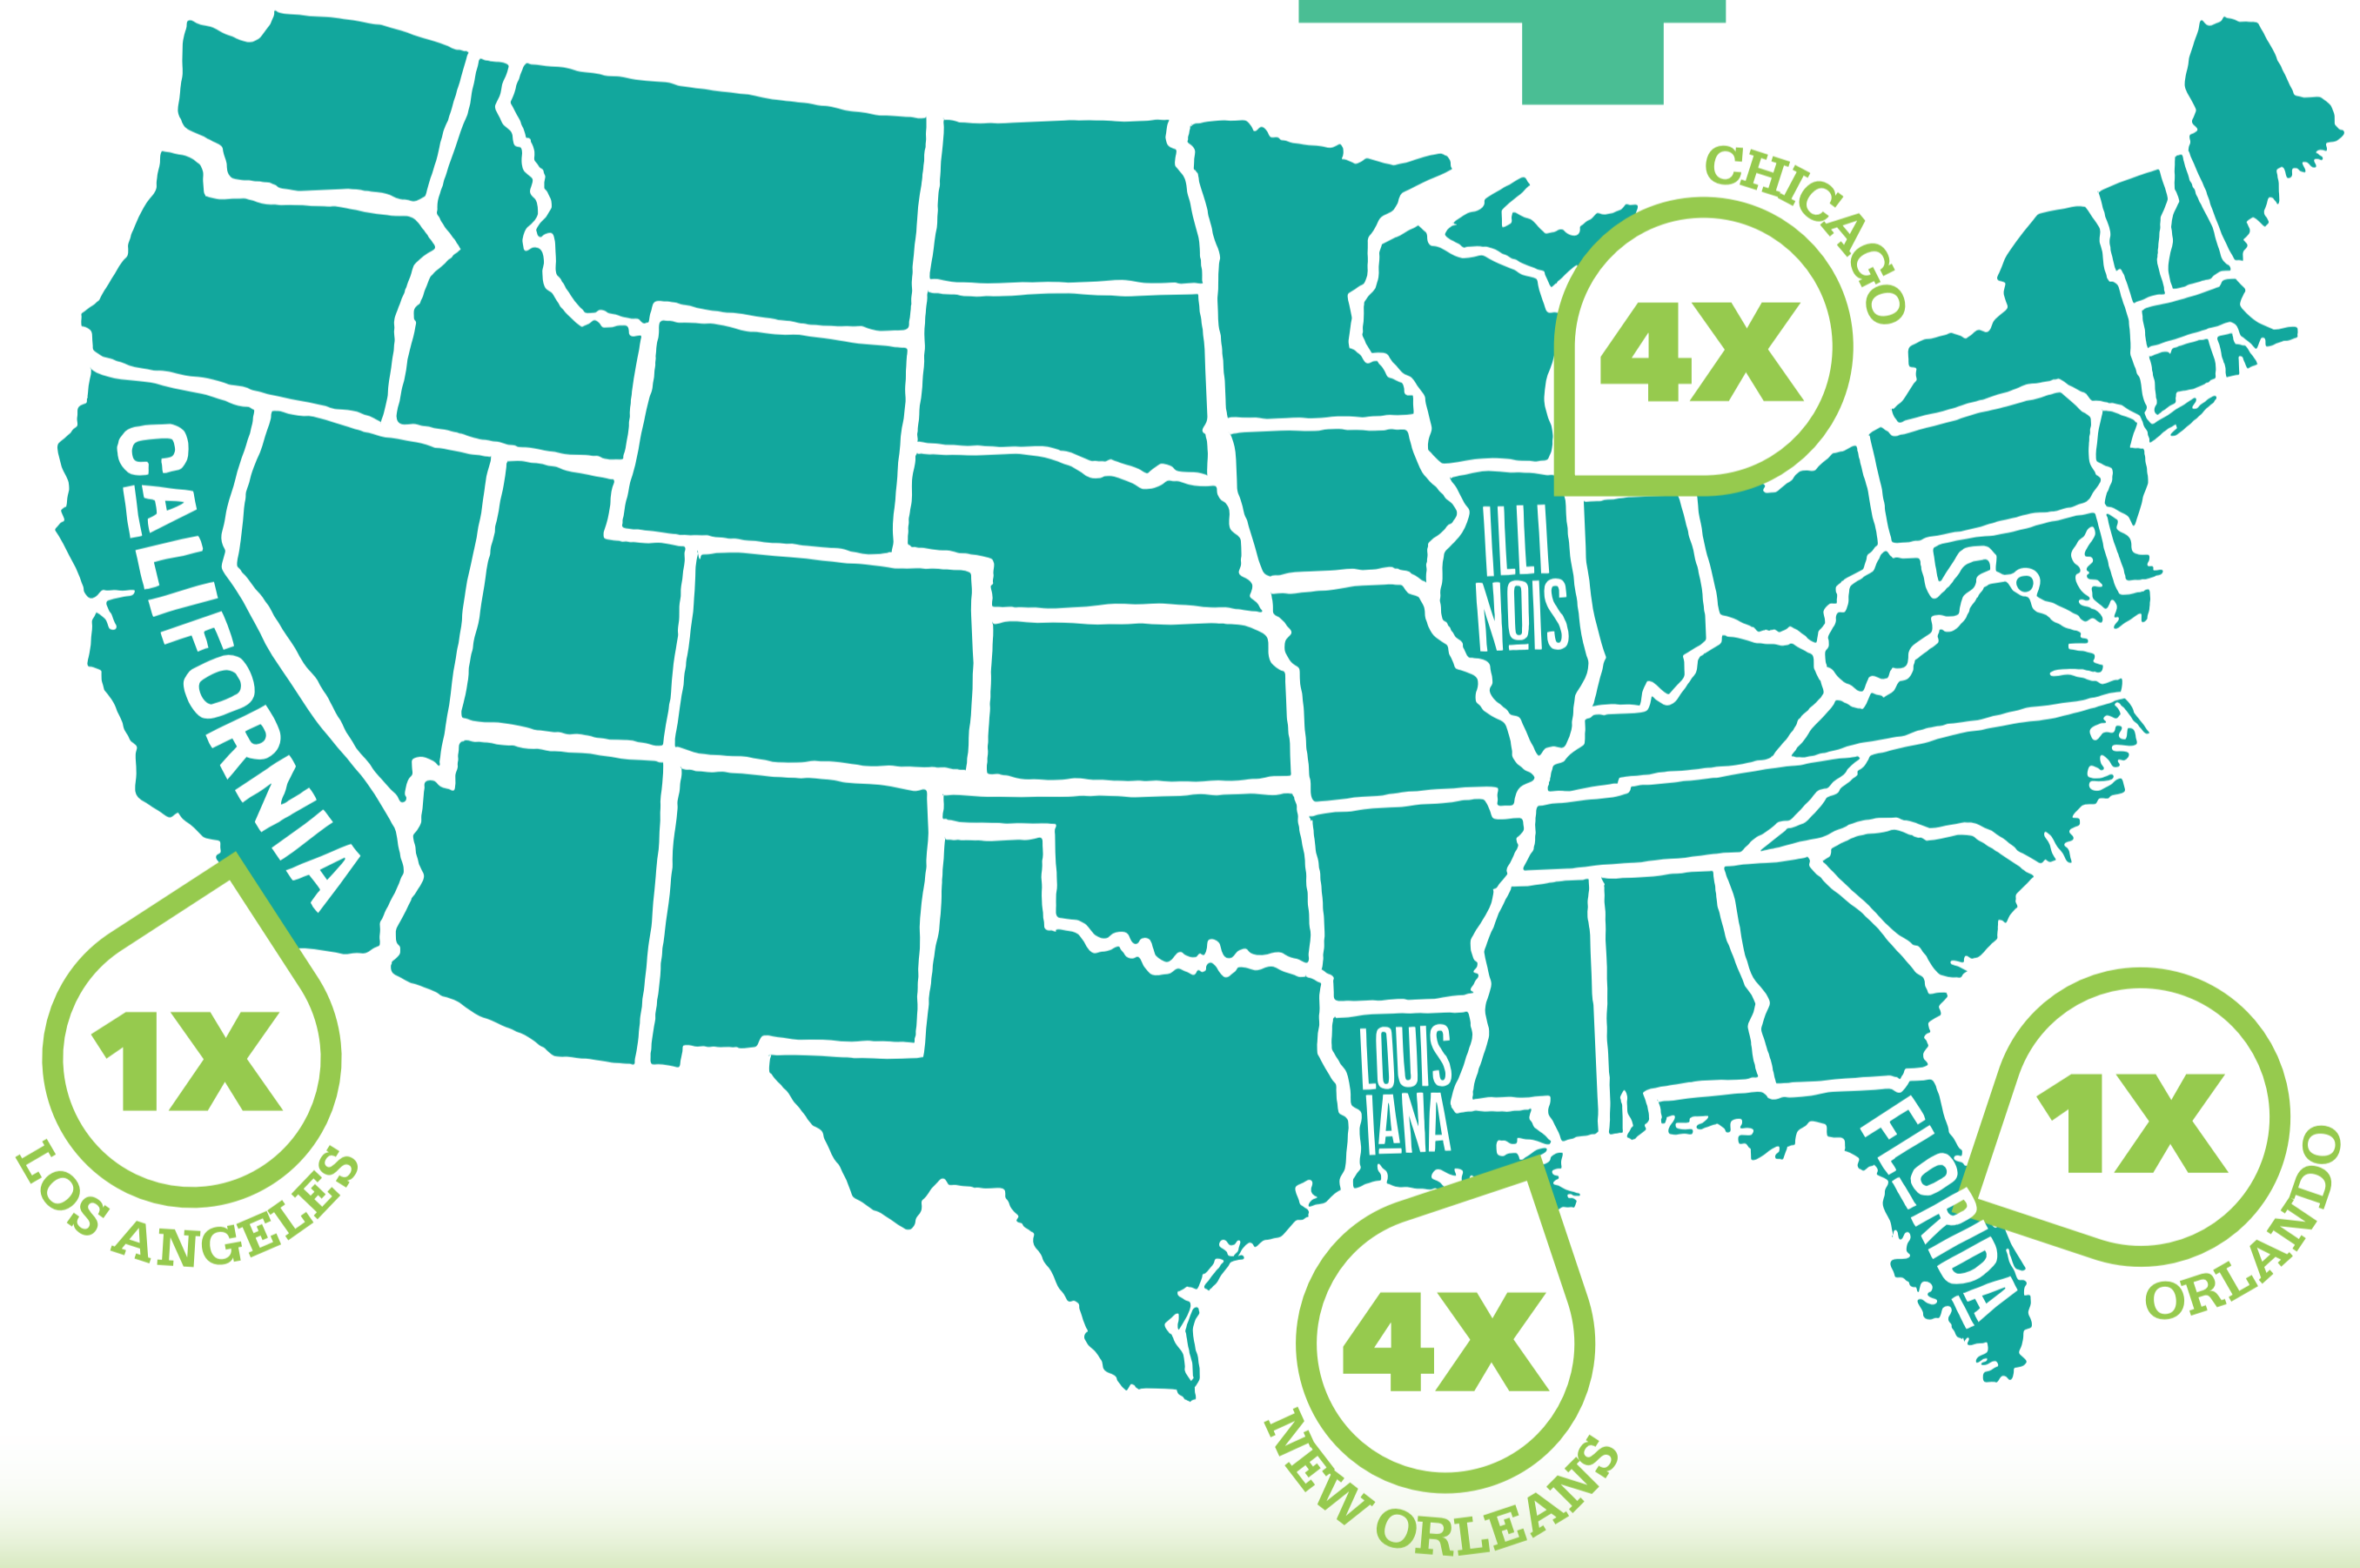 CHICAGO
4X
CALIFORNIA
ILLI
NOIS
1X
LOS ANGELES
LOUIS
IANA
FLORIDA
1X
ORLANDO
4X
NEW ORLEANS